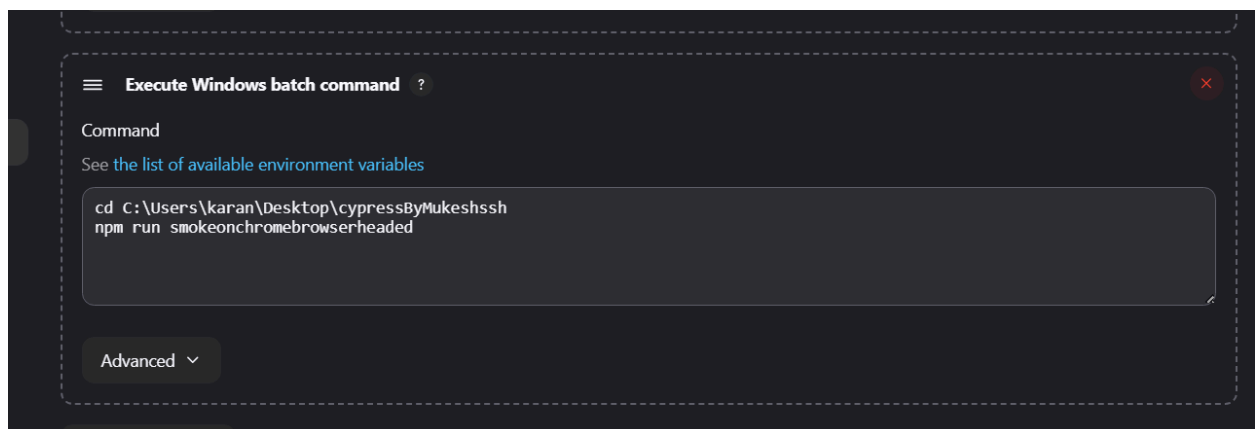 Execute Windows batch command ?
Command
See the list of available environment variables
cd C:\Users\karan\Desktop\cypressByMukeshssh
npm run smokeonchromebrowserheaded
Advanced